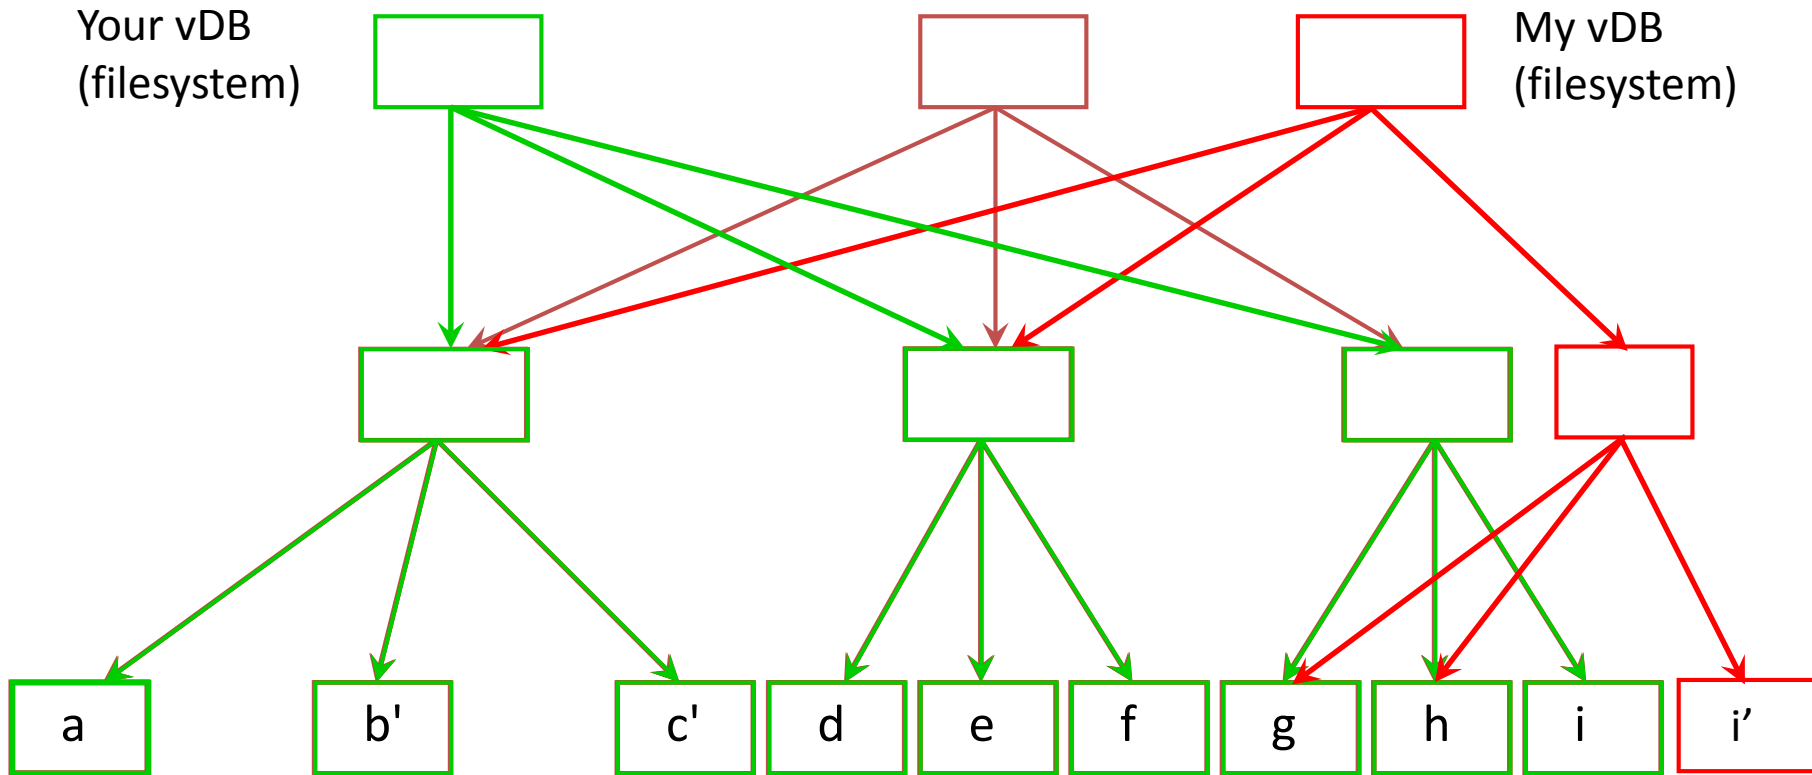 Your vDB
(filesystem)
My vDB
(filesystem)
a
b'
c'
d
e
f
g
h
i
i’